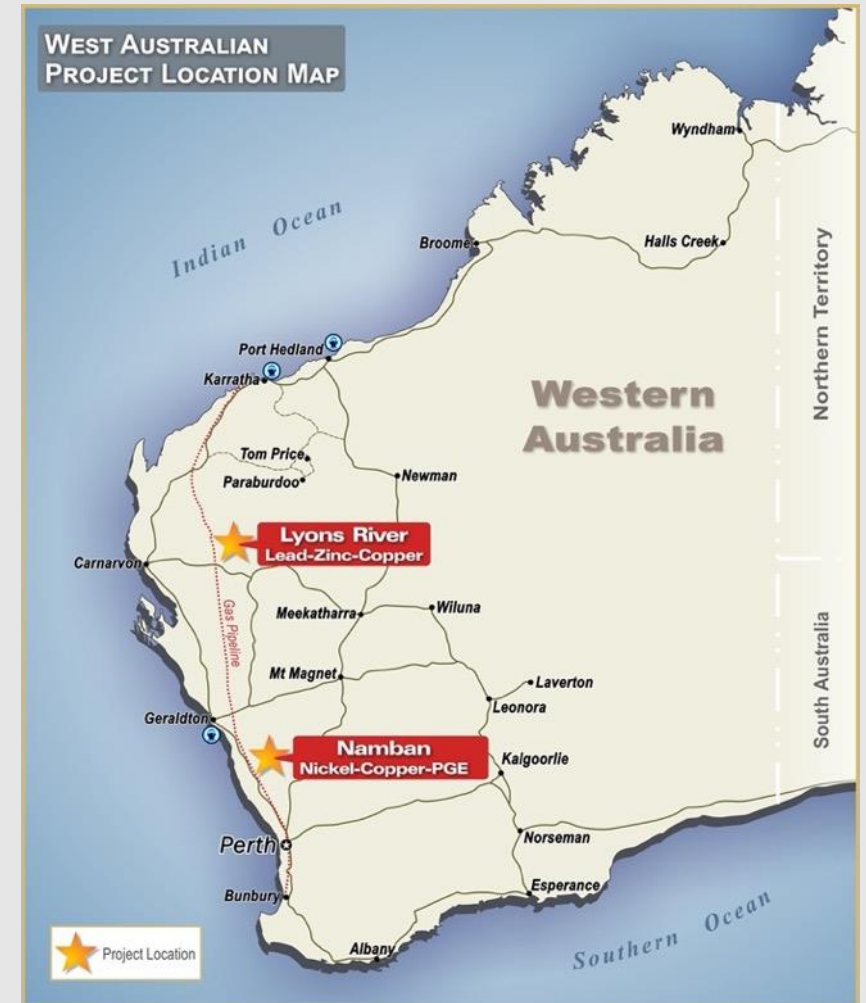 WEST AUSTRALIAN
PROJECT LOCATION MAP
Wyndham
Indian Ocean
Broome
Halls Creek
Northern Territory
Port Hedland
Karratha
Western
Australia
Tom Price
Newman
Paraburdoo
Lyons River
Lead-Zinc-Copper
Carnarvon
Gas Pipeline
Meekatharra
Wiluna
South Australia
Mt Magnet
Laverton
Leonora
Geraldton
Namban
Nickel-Copper-PGE
Kalgoorlie
Perth
Norseman
Bunbury
Esperance
Southern Ocean
Albany
Project Location